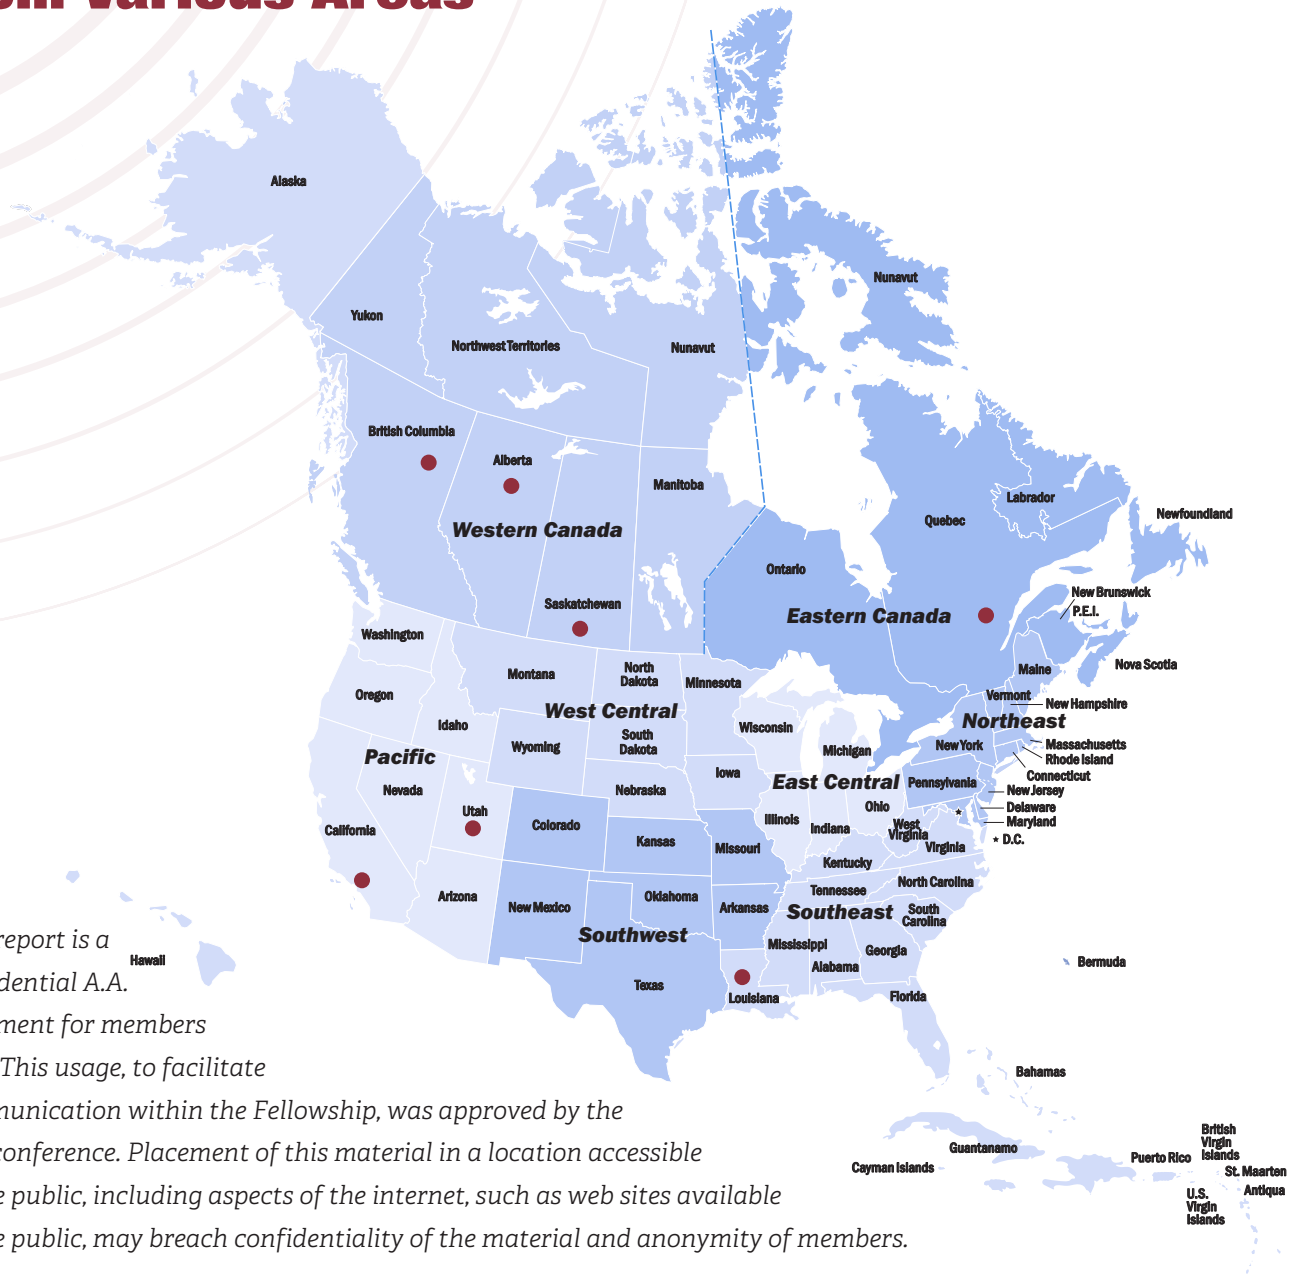 Various Areas
Alaska
Yukon
Northwest Territories
Nunavut
Nunavut
British Columbia
Alberta
Manitoba
Western Canada
Saskatchewan
Ontario
Quebec
Labrador
Newfoundland
Eastern Canada
New Brunswick
P.E.I.
Nova Scotia
Washington
Oregon
Idaho
Montana
North
Dakota
Minnesota
West Central
South
Dakota
Wyoming
Pacific
Nevada
Utah
California
Arizona
Nebraska
Iowa
Wisconsin
Michigan
East Central
Illinois
Indiana
Ohio
Maine
Vermont
New Hampshire
Northeast
New York
Massachusetts
Rhode Island
Connecticut
Pennsylvania
New Jersey
Delaware
Maryland
★ D.C.
West
Virginia
Virginia
Kentucky
Colorado
Kansas
Missouri
New Mexico
Oklahoma
Arkansas
Southwest
Texas
Tennessee
North Carolina
Southeast
South
Carolina
Mississippi
Alabama
Georgia
Louisiana
Florida
Hawaii
Bermuda
Bahamas
Guantanamo
Cayman Islands
Puerto Rico
British
Virgin
Islands
St. Maarten
Antiqua
U.S.
Virgin
Islands
report is a
dential A.A.
ment for members
This usage, to facilitate
munication within the Fellowship, was approved by the
conference. Placement of this material in a location accessible
e public, including aspects of the internet, such as web sites available
e public, may breach confidentiality of the material and anonymity of members.